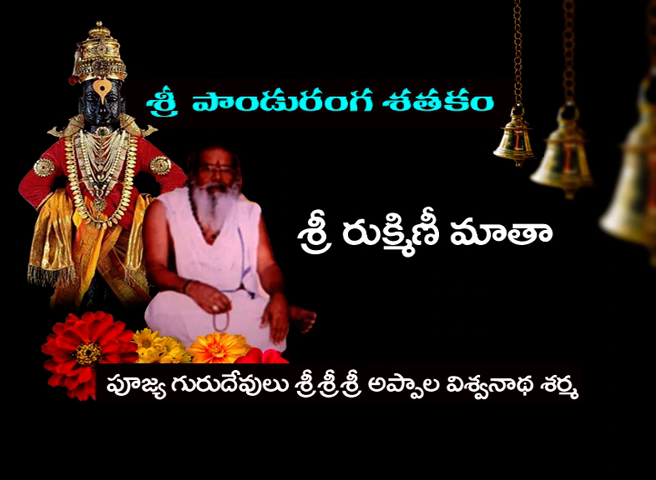 శ్రీ పాండురంగ శతకం
శ్రీ రుక్మిణీ మాతా
పూజ్య గురుదేవులు శ్రీ శ్రీ శ్రీ అప్పాల విశ్వనాథ శర్మ